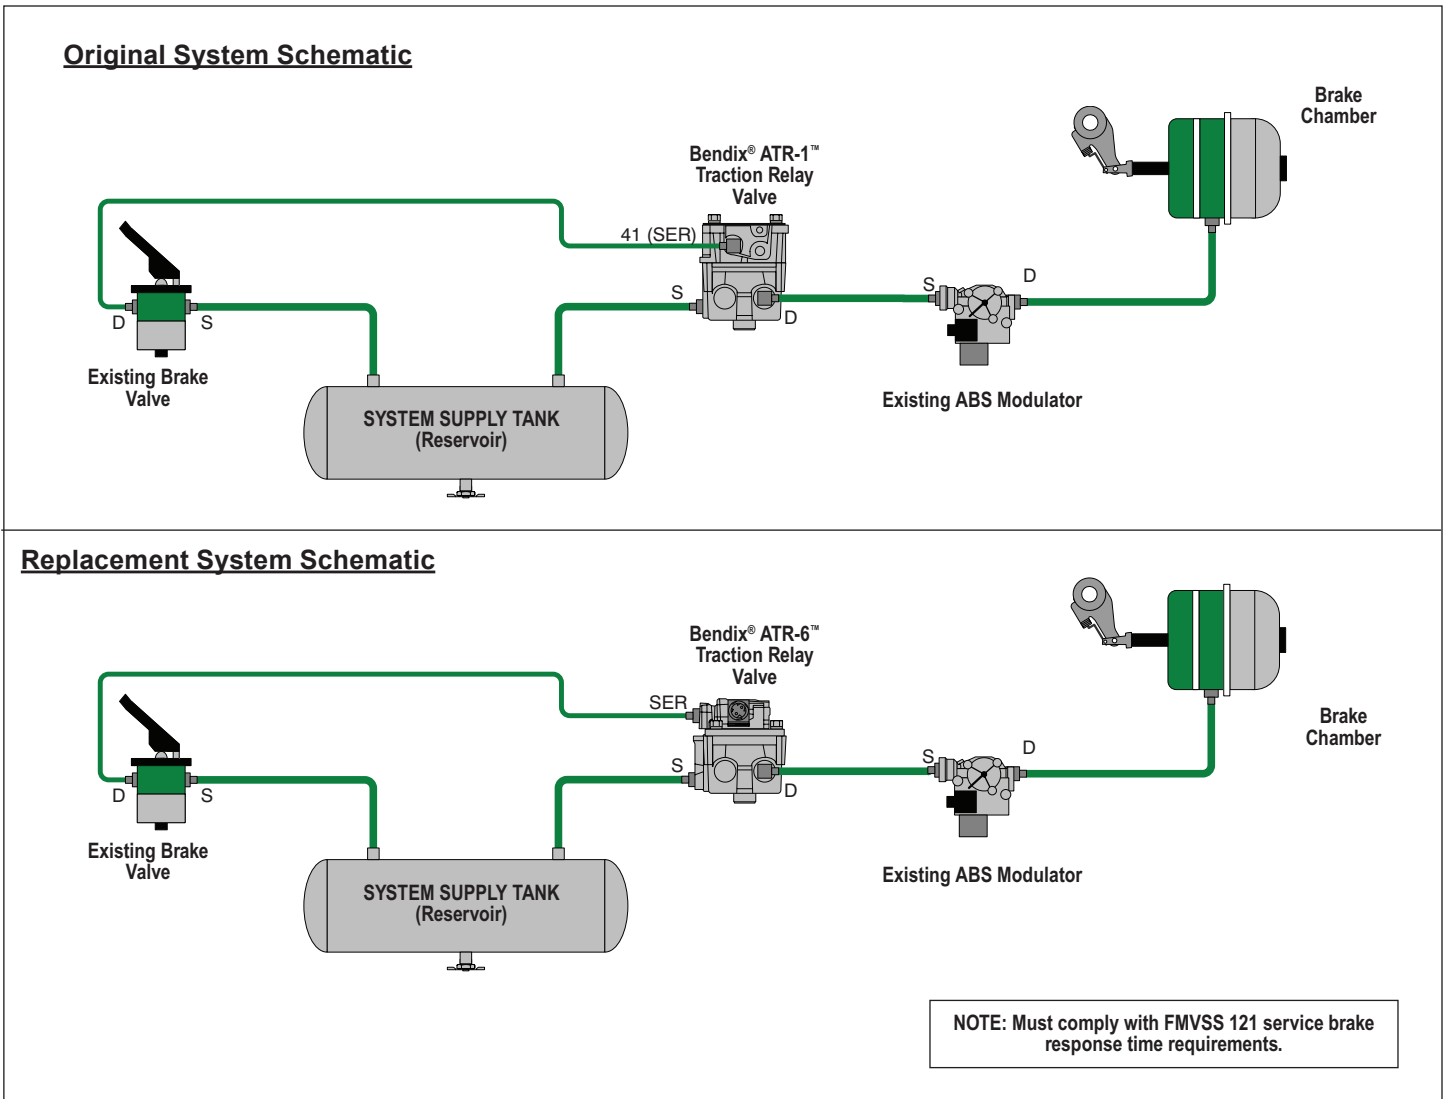 Original System Schematic
Brake
Chamber
Bendix® ATR-1™
Traction Relay
Valve
41 (SER)
S
D
S
D
D
S
Existing Brake
Valve
Existing ABS Modulator
SYSTEM SUPPLY TANK
(Reservoir)
Replacement System Schematic
Bendix® ATR-6™
Traction Relay
Valve
SER
Brake
Chamber
S
D
S
D
D
S
Existing Brake
Valve
Existing ABS Modulator
SYSTEM SUPPLY TANK
(Reservoir)
NOTE: Must comply with FMVSS 121 service brake
response time requirements.